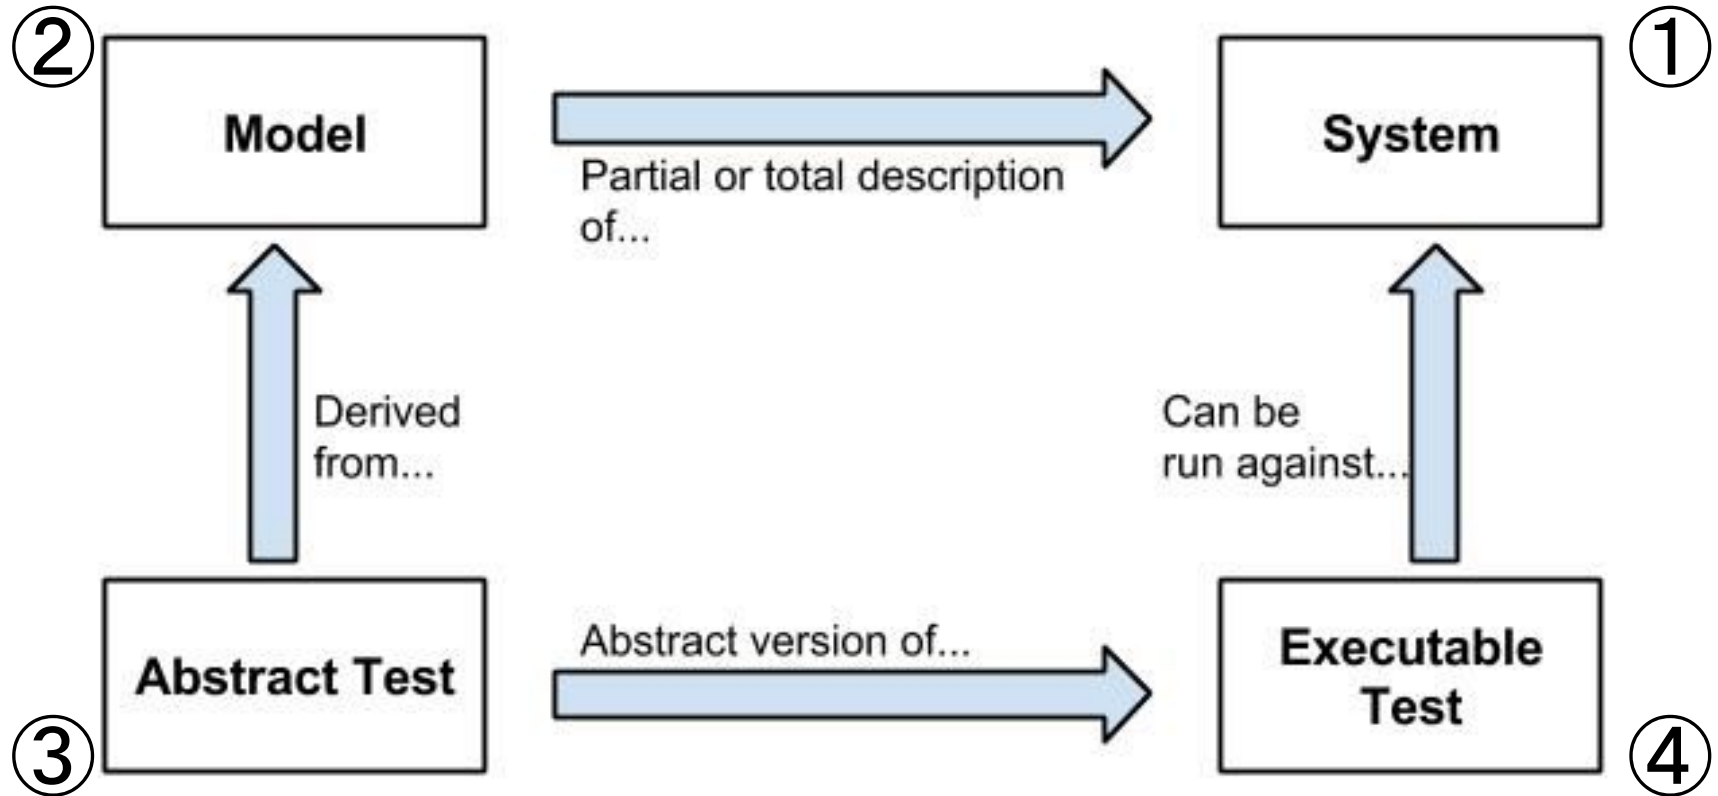 ②
Model
Partial or total description
of...
System
①
Derived
from...
Can be
run against...
③
Abstract Test
Abstract version of...
Executable
Test
④